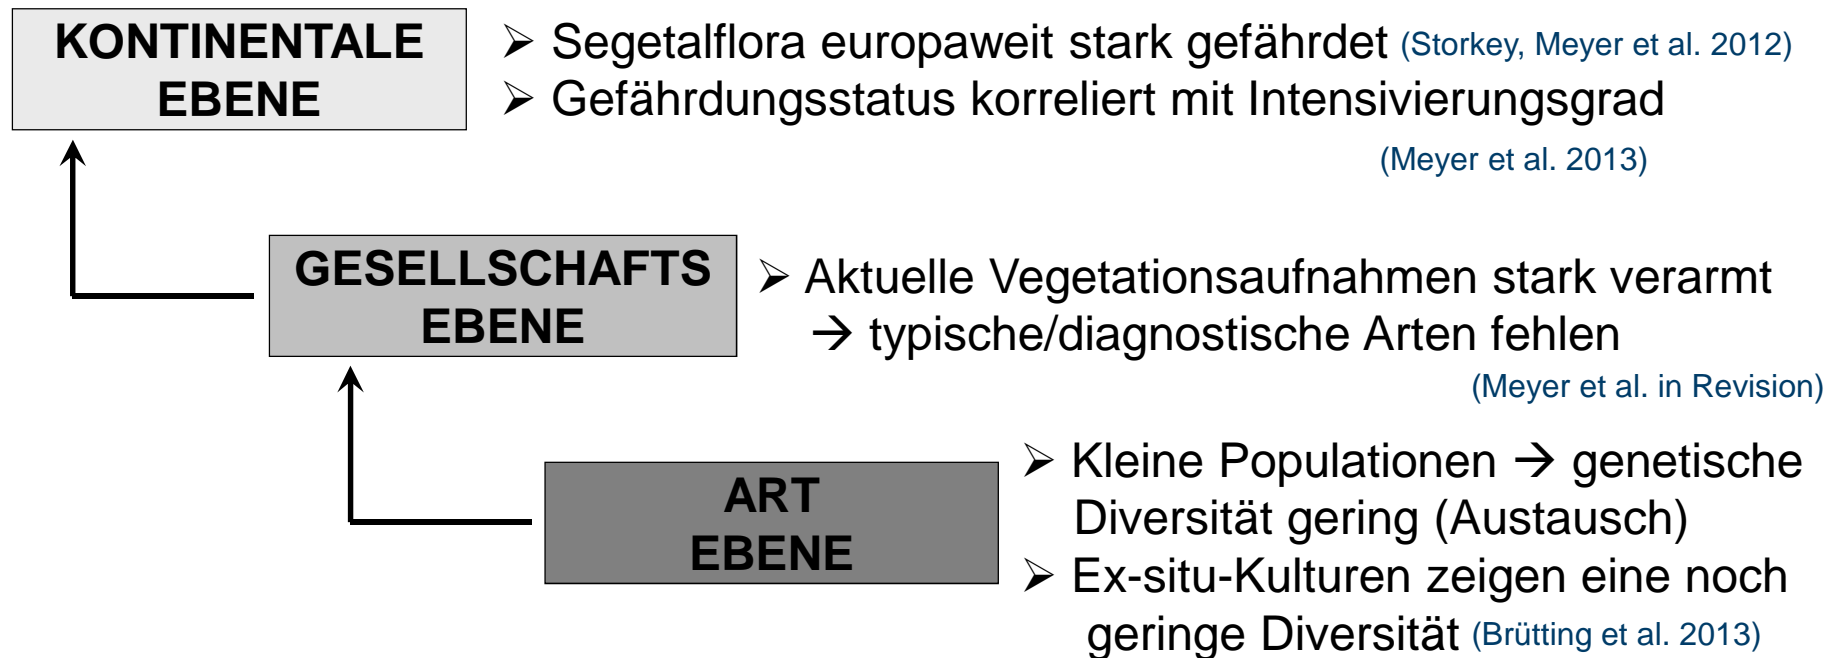 KONTINENTALE
EBENE
➢ Segetalflora europaweit stark gefährdet (Storkey, Meyer et al. 2012)
➢ Gefährdungsstatus korreliert mit Intensivierungsgrad
(Meyer et al. 2013)
GESELLSCHAFTS
EBENE
➢ Aktuelle Vegetationsaufnahmen stark verarmt
→ typische/diagnostische Arten fehlen
(Meyer et al. in Revision)
ART
EBENE
➢ Kleine Populationen → genetische
Diversität gering (Austausch)
➢ Ex-situ-Kulturen zeigen eine noch
geringe Diversität (Brütting et al. 2013)